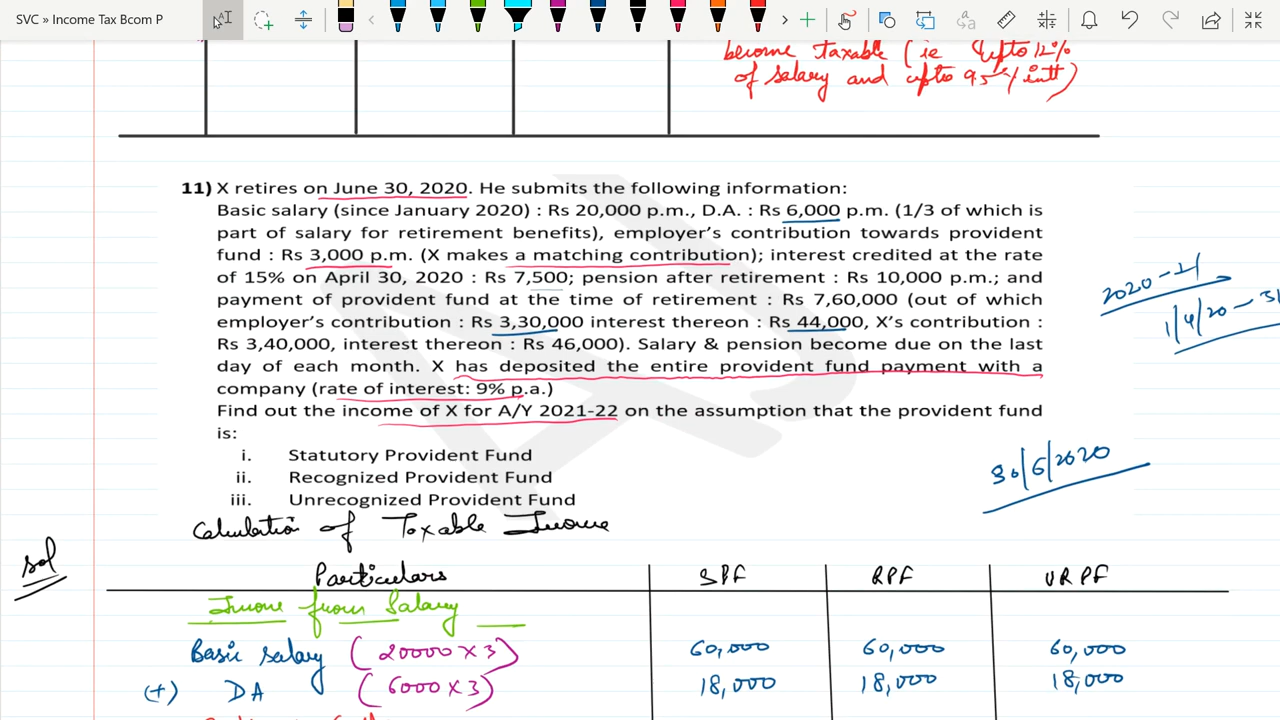 SVC » Income Tax Bcom P
become taxable (ie upto 12%
of salary and upto 9.5% intt)
11) X retires on June 30, 2020. He submits the following information:
Basic salary (since January 2020) : Rs 20,000 p.m., D.A. : Rs 6,000 p.m. (1/3 of which is
part of salary for retirement benefits), employer's contribution towards provident
fund : Rs 3,000 p.m. (X makes a matching contribution); interest credited at the rate
of 15% on April 30, 2020 : Rs 7,500; pension after retirement : Rs 10,000 p.m.; and
payment of provident fund at the time of retirement : Rs 7,60,000 (out of which
employer's contribution : Rs 3,30,000 interest thereon : Rs 44,000, X's contribution :
Rs 3,40,000, interest thereon : Rs 46,000). Salary & pension become due on the last
day of each month. X has deposited the entire provident fund payment with a
company (rate of interest: 9% p.a.)
Find out the income of X for A/Y 2021-22 on the assumption that the provident fund
is:
i. Statutory Provident Fund
ii. Recognized Provident Fund
iii. Unrecognized Provident Fund
2020-21
1/4/20 - 31
30/6/2020
Calculation of Taxable Income
Sol
Particulars SPF RPF URPF
Income from Salary
Basic salary (20000 x 3) 60,000 60,000 60,000
(+) DA (6000 x 3) 18,000 18,000 18,000